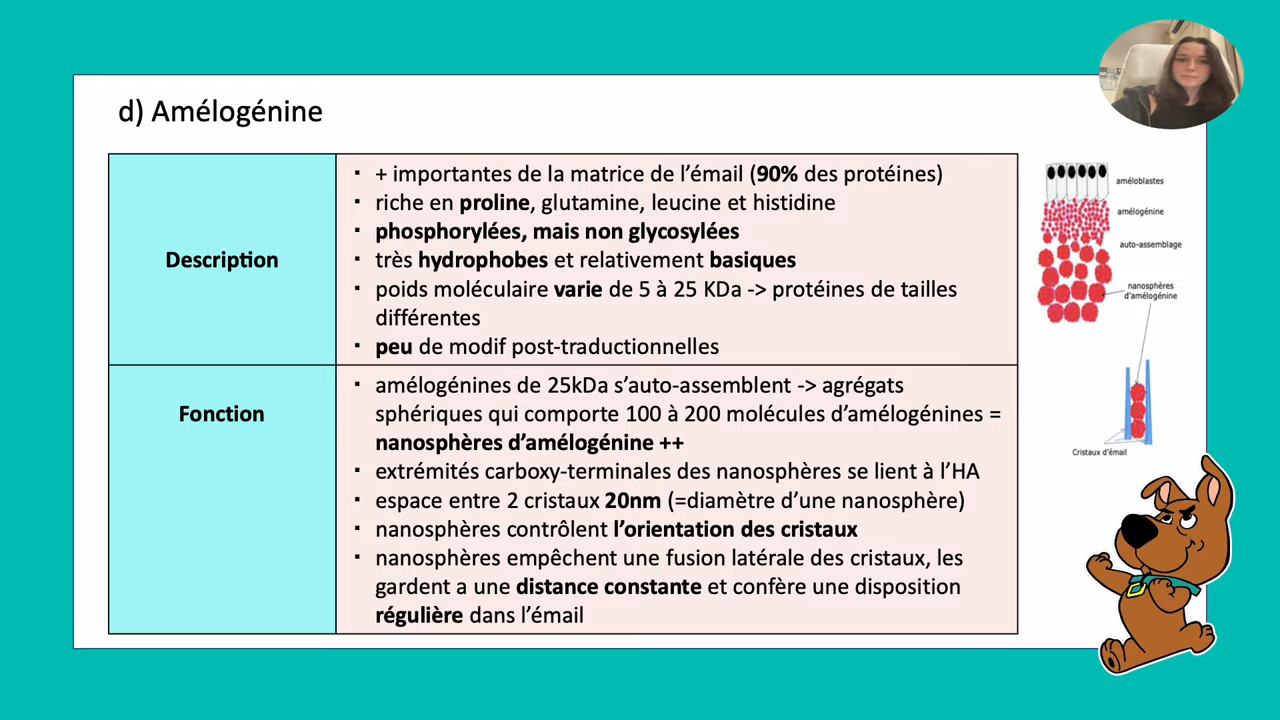 d) Amélogénine
Description
▪ + importantes de la matrice de l’émail (90% des protéines)
▪ riche en proline, glutamine, leucine et histidine
▪ phosphorylées, mais non glycosylées
▪ très hydrophobes et relativement basiques
▪ poids moléculaire varie de 5 à 25 KDa -> protéines de tailles
différentes
▪ peu de modif post-traductionnelles
Fonction
▪ amélogénines de 25kDa s’auto-assemblent -> agrégats
sphériques qui comporte 100 à 200 molécules d’amélogénines =
nanosphères d’amélogénine ++
▪ extrémités carboxy-terminales des nanosphères se lient à l’HA
▪ espace entre 2 cristaux 20nm (=diamètre d’une nanosphère)
▪ nanosphères contrôlent l’orientation des cristaux
▪ nanosphères empêchent une fusion latérale des cristaux, les
gardent a une distance constante et confère une disposition
régulière dans l’émail
améloblastes
amélogénine
auto-assemblage
nanosphères
d’amélogénine
Cristaux d’émail